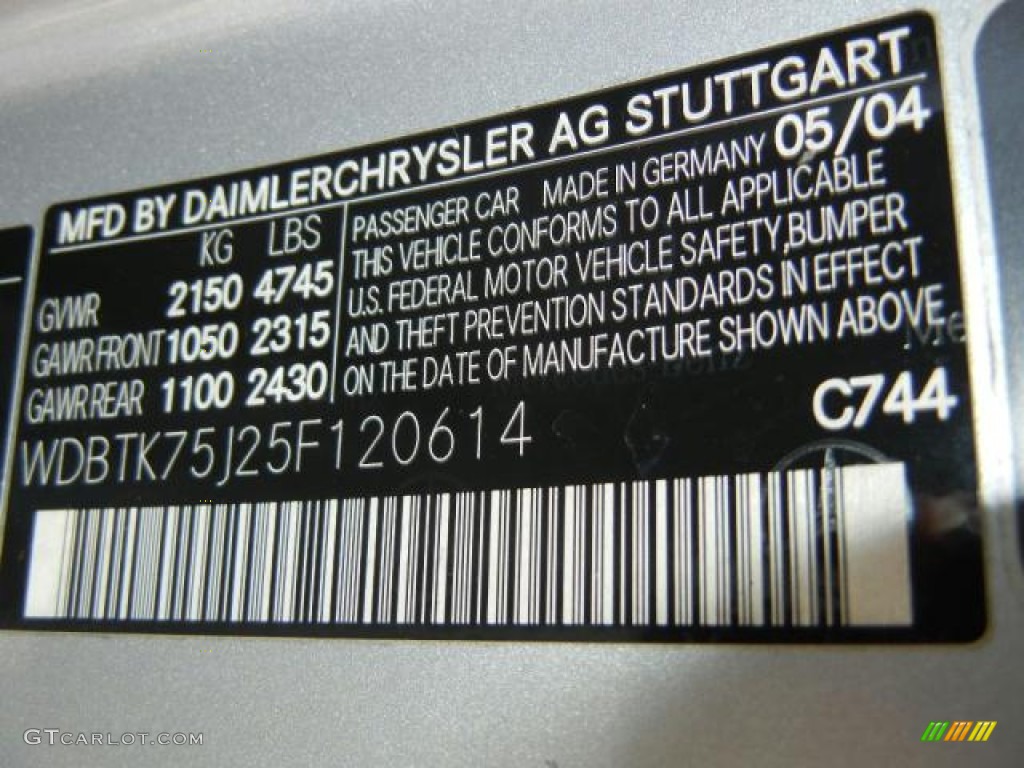 MFD BY DAIMLERCHRYSLER AG STUTTGART
KG LBS
GVWR 2150 4745
GAWR FRONT 1050 2315
GAWR REAR 1100 2430
PASSENGER CAR MADE IN GERMANY 05/04
THIS VEHICLE CONFORMS TO ALL APPLICABLE
U.S. FEDERAL MOTOR VEHICLE SAFETY,BUMPER
AND THEFT PREVENTION STANDARDS IN EFFECT
ON THE DATE OF MANUFACTURE SHOWN ABOVE
C744
WDBTK75J25F120614
GTCARLOT.COM